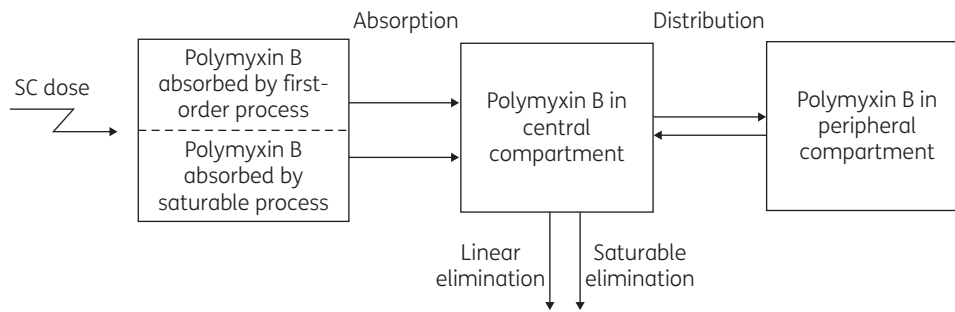 Absorption
Distribution
SC dose
Polymyxin B
absorbed by first-
order process
Polymyxin B
absorbed by
saturable process
Polymyxin B in
central
compartment
Polymyxin B in
peripheral
compartment
Linear
elimination
Saturable
elimination